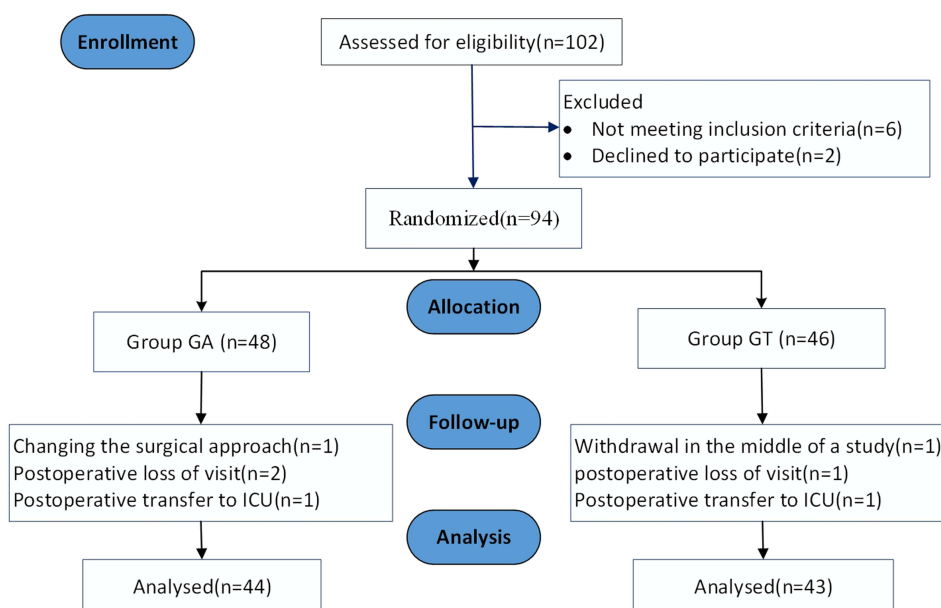 Enrollment
Assessed for eligibility(n=102)
Excluded
● Not meeting inclusion criteria(n=6)
● Declined to participate(n=2)
Randomized(n=94)
Allocation
Group GA (n=48)
Group GT (n=46)
Follow-up
Changing the surgical approach(n=1)
Postoperative loss of visit(n=2)
Postoperative transfer to ICU(n=1)
Withdrawal in the middle of a study(n=1)
postoperative loss of visit(n=1)
Postoperative transfer to ICU(n=1)
Analysis
Analysed(n=44)
Analysed(n=43)